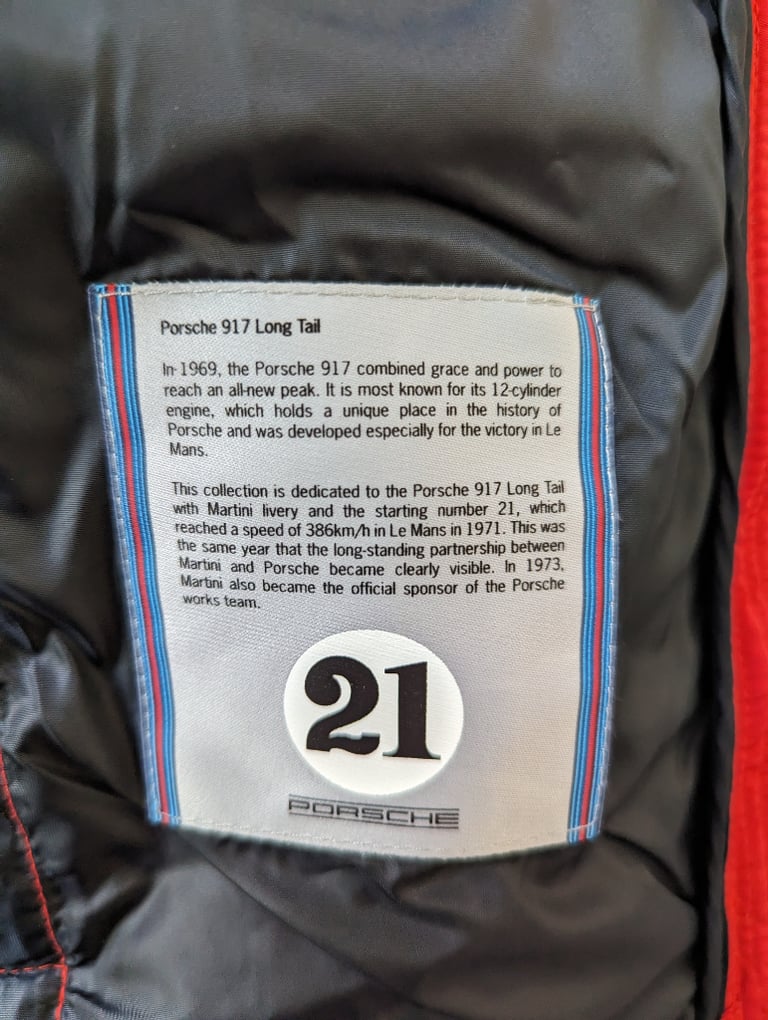 Porsche 917 Long Tail
In 1969, the Porsche 917 combined grace and power to
reach an all-new peak. It is most known for its 12-cylinder
engine, which holds a unique place in the history of
Porsche and was developed especially for the victory in Le
Mans.
This collection is dedicated to the Porsche 917 Long Tail
with Martini livery and the starting number 21, which
reached a speed of 386km/h in Le Mans in 1971. This was
the same year that the long-standing partnership between
Martini and Porsche became clearly visible. In 1973,
Martini also became the official sponsor of the Porsche
works team.
21
PORSCHE